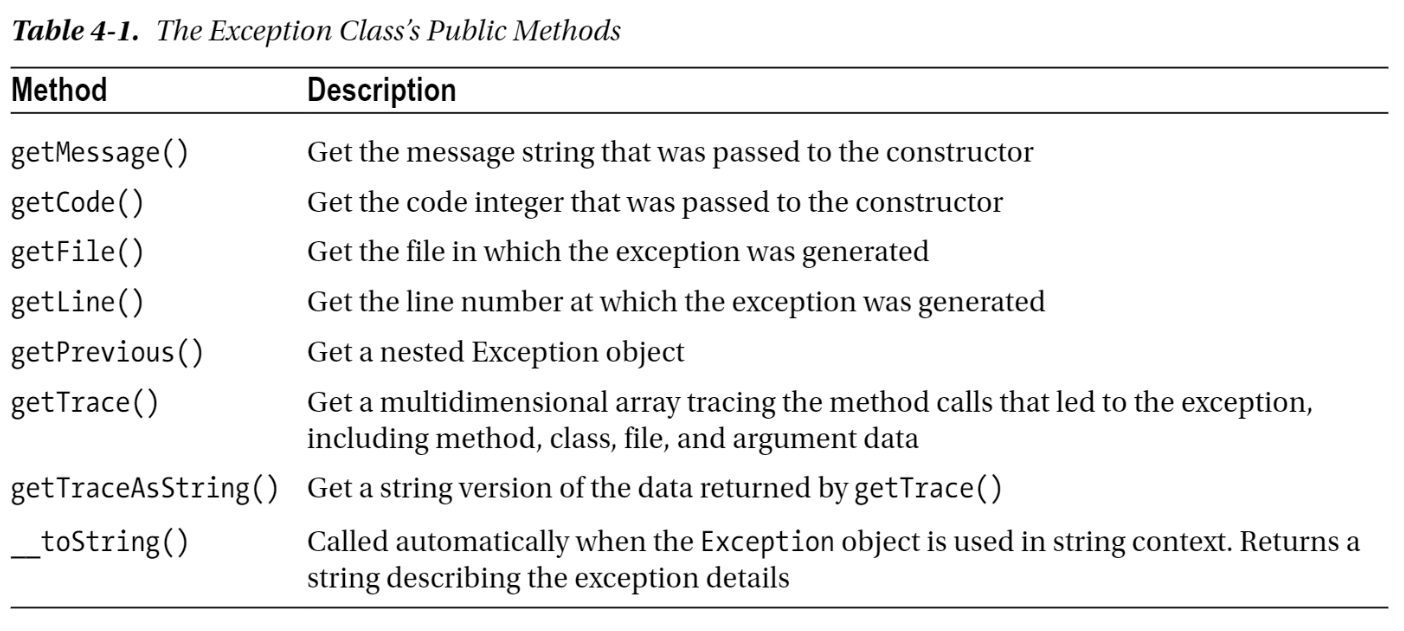 Table 4-1. The Exception Class’s Public Methods
Method Description
getMessage() Get the message string that was passed to the constructor
getCode() Get the code integer that was passed to the constructor
getFile() Get the file in which the exception was generated
getLine() Get the line number at which the exception was generated
getPrevious() Get a nested Exception object
getTrace() Get a multidimensional array tracing the method calls that led to the exception,
including method, class, file, and argument data
getTraceAsString() Get a string version of the data returned by getTrace()
__toString() Called automatically when the Exception object is used in string context. Returns a
string describing the exception details